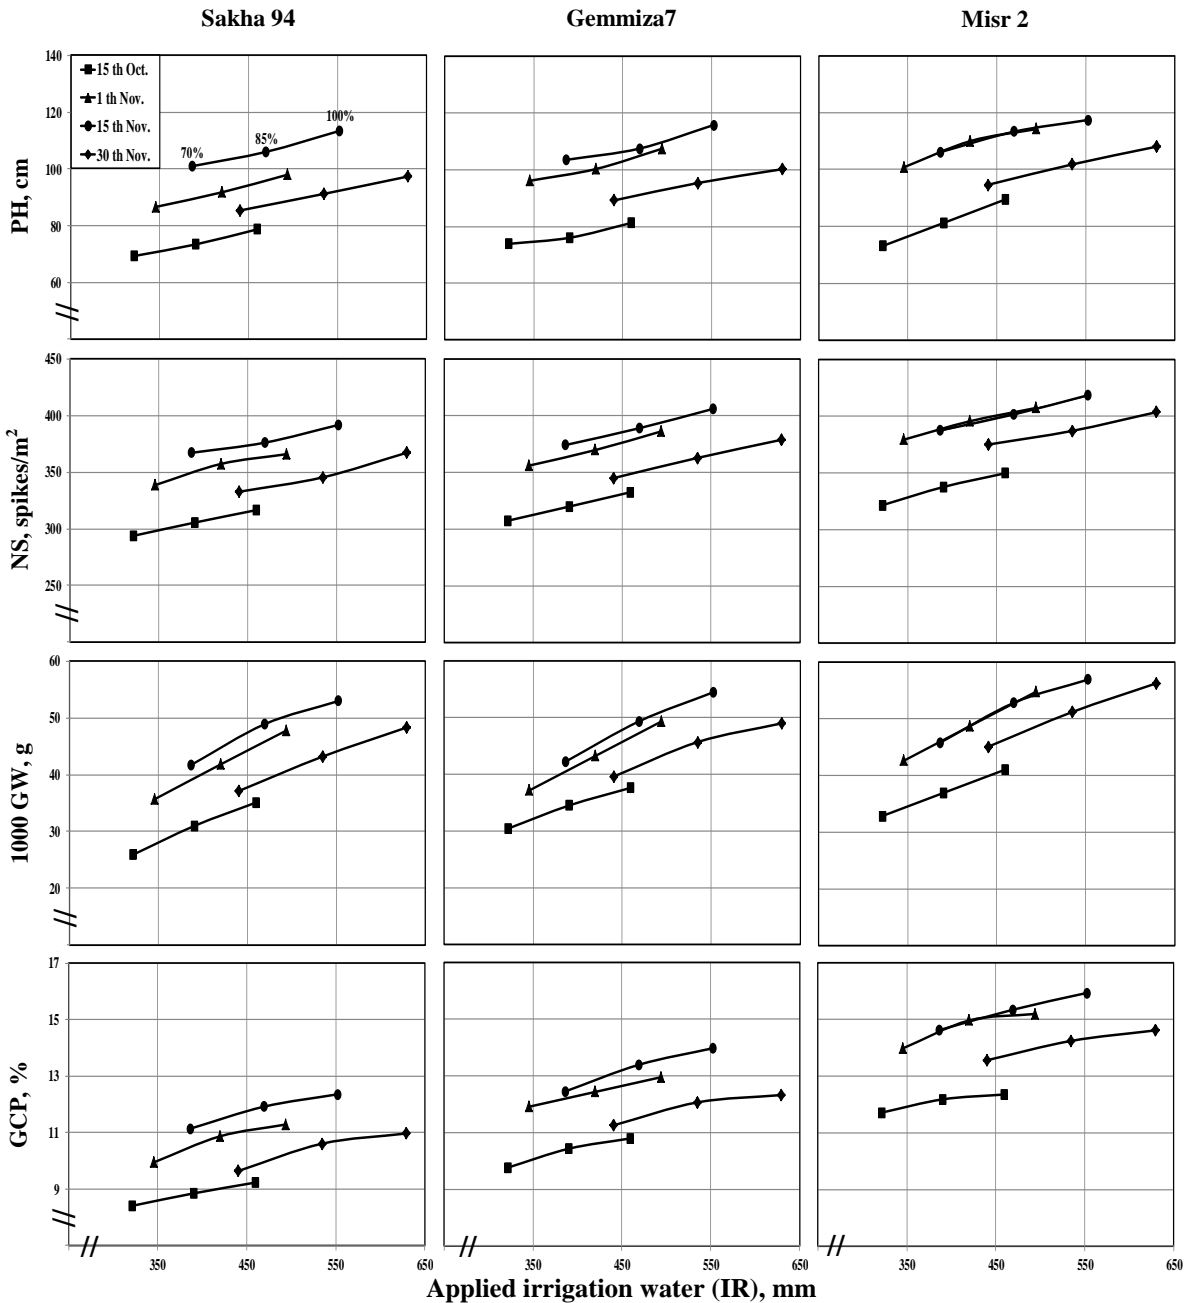 Sakha 94 Gemmiza7 Misr 2
140
15 th Oct.
1 th Nov.
15 th Nov.
30 th Nov.
120
100
80
60
70%
85%
100%
PH, cm
450
400
350
300
250
NS, spikes/m²
60
50
40
30
20
1000 GW, g
17
15
13
11
9
GCP, %
350 450 550 650 350 450 550 650 350 450 550 650
Applied irrigation water (IR), mm